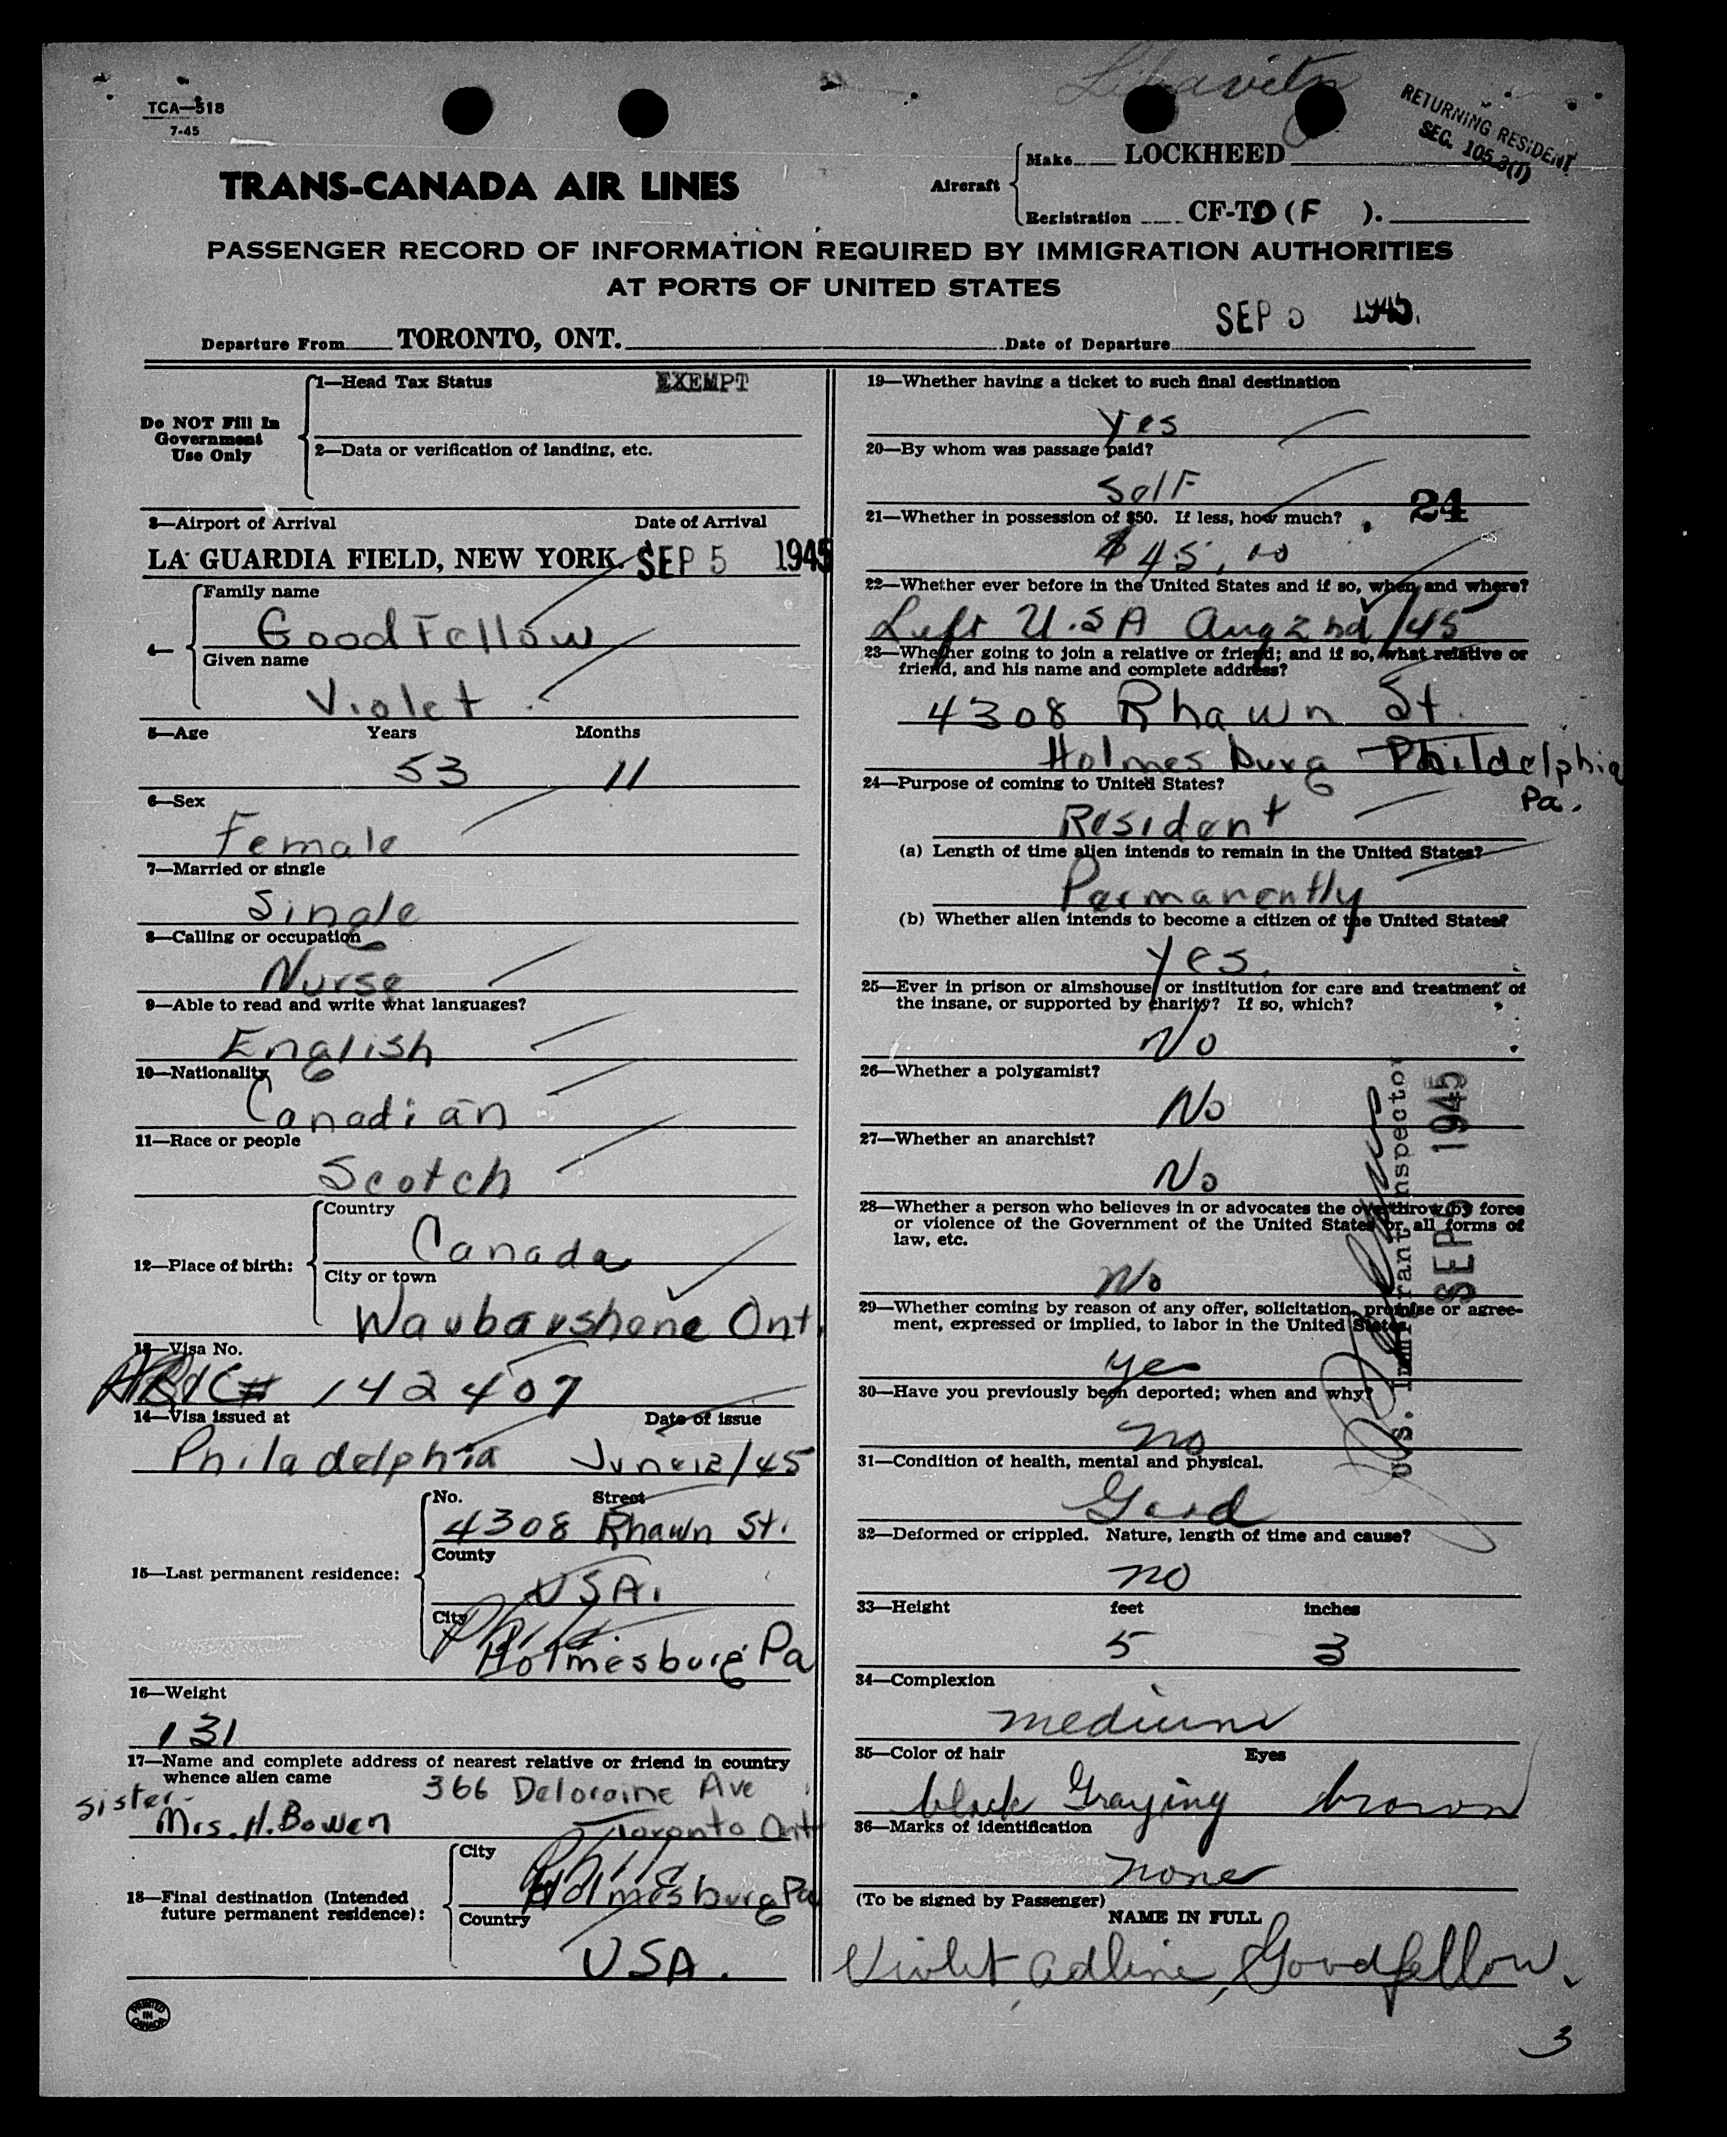 TCA—518
7-45
RETURNING RESIDENT
SEC. 105.3(1)
TRANS-CANADA AIR LINES
Aircraft
Make LOCKHEED
Registration CF-TD (F ).
PASSENGER RECORD OF INFORMATION REQUIRED BY IMMIGRATION AUTHORITIES
AT PORTS OF UNITED STATES
Departure From TORONTO, ONT. Date of Departure SEP 5 1945.
Do NOT Fill In
Government
Use Only
1—Head Tax Status EXEMPT
2—Data or verification of landing, etc.
3—Airport of Arrival Date of Arrival
LA GUARDIA FIELD, NEW YORK. SEP 5 1945
4—
Family name
GoodFellow
Given name
Violet
5—Age Years Months
53 11
6—Sex
Female
7—Married or single
Single
8—Calling or occupation
Nurse
9—Able to read and write what languages?
English
10—Nationality
Canadian
11—Race or people
Scotch
12—Place of birth:
Country
Canada
City or town
Waubaushene Ont.
13—Visa No.
# 142407
14—Visa issued at Date of issue
Philadelphia June 12/45
15—Last permanent residence:
No. Street
4308 Rhawn St.
County
USA.
City
Phila.
Holmesburg Pa
16—Weight
131
17—Name and complete address of nearest relative or friend in country
whence alien came
366 Deloraine Ave
sister-
Mrs. H. Bowen Toronto Ont
18—Final destination (Intended
future permanent residence):
City
Phila
Holmesburg Pa
Country
USA.
PRINTED
IN
CANADA
19—Whether having a ticket to such final destination
Yes
20—By whom was passage paid?
Self
21—Whether in possession of $50. If less, how much? 24
$45.00
22—Whether ever before in the United States and if so, when and where?
Left U.S.A Aug 2nd/45
23—Whether going to join a relative or friend; and if so, what relative or
friend, and his name and complete address?
4308 Rhawn St.
Holmesburg Phildelphia
Pa.
24—Purpose of coming to United States?
Resident
(a) Length of time alien intends to remain in the United States?
Permanently
(b) Whether alien intends to become a citizen of the United States?
Yes.
25—Ever in prison or almshouse or institution for care and treatment of
the insane, or supported by charity? If so, which?
No
26—Whether a polygamist?
No
27—Whether an anarchist?
No
28—Whether a person who believes in or advocates the overthrow by force
or violence of the Government of the United States or all forms of
law, etc.
No
29—Whether coming by reason of any offer, solicitation, promise or agree-
ment, expressed or implied, to labor in the United States.
yes
30—Have you previously been deported; when and why?
no
31—Condition of health, mental and physical.
Good
32—Deformed or crippled. Nature, length of time and cause?
no
33—Height feet inches
5 3
34—Complexion
medium
35—Color of hair Eyes
black Graying brown
36—Marks of identification
none
(To be signed by Passenger)
NAME IN FULL
Violet, Adline, Goodfellow.
U.S. Immigrant Inspector
SEP 5 1945
3